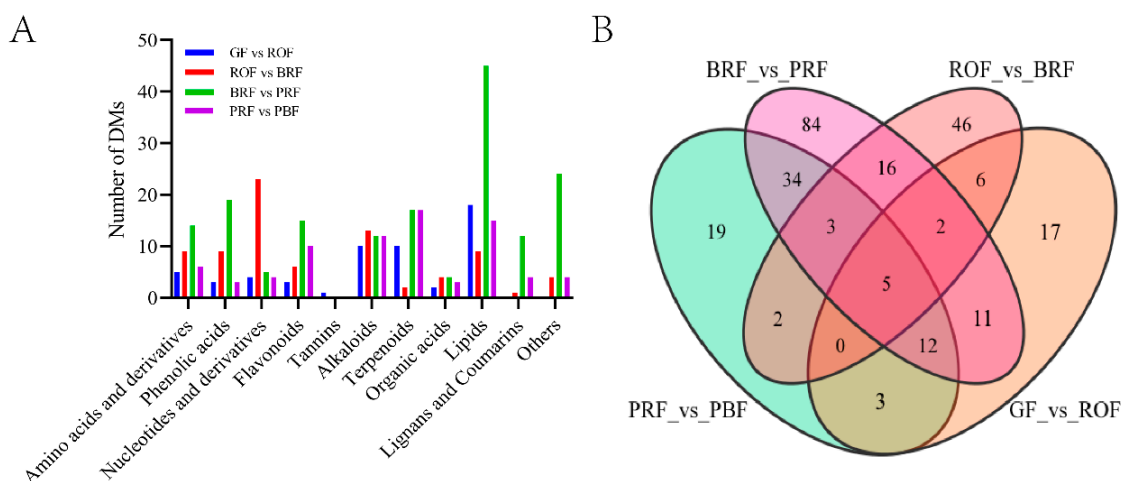 A
Number of DMs
50
40
30
20
10
0
GF vs ROF
ROF vs BRF
BRF vs PRF
PRF vs PBF
Amino acids and derivatives
Phenolic acids
Nucleotides and derivatives
Flavonoids
Tannins
Alkaloids
Terpenoids
Organic acids
Lipids
Lignans and Coumarins
Others
B
BRF_vs_PRF
ROF_vs_BRF
84
46
34
16
6
19
3
2
17
5
2
11
0
12
3
PRF_vs_PBF
GF_vs_ROF